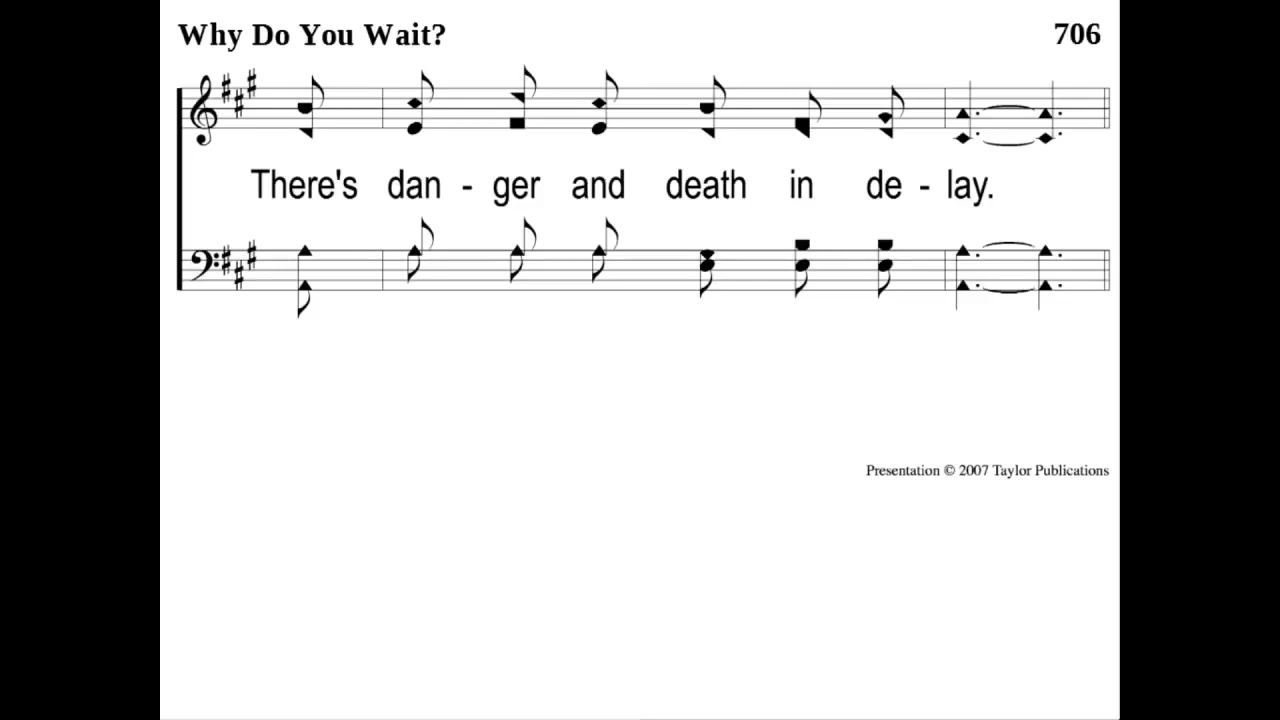 Why Do You Wait? 706
There's dan - ger and death in de - lay.
Presentation © 2007 Taylor Publications